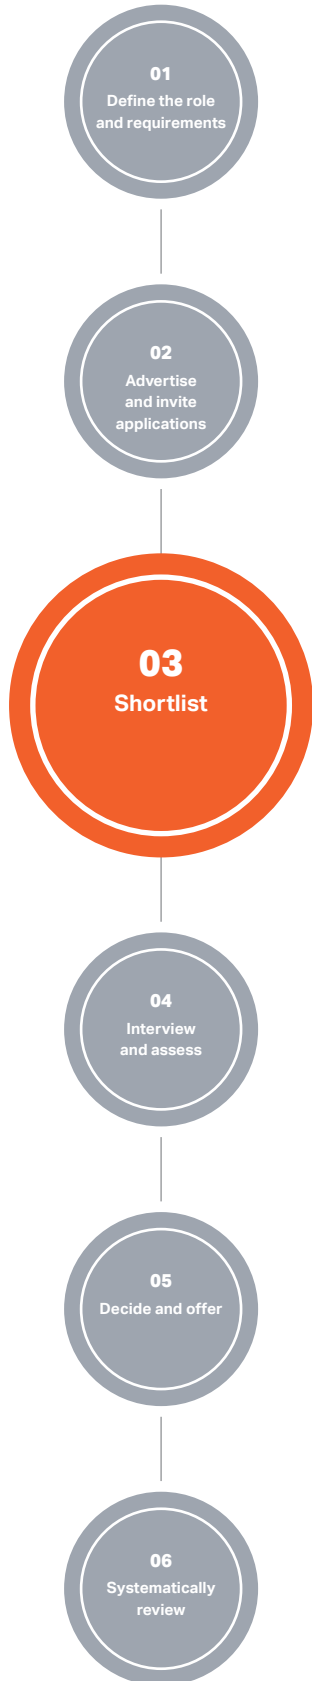 01
Define the role
and requirements
02
Advertise
and invite
applications
03
Shortlist
04
Interview
and assess
05
Decide and offer
06
Systematically
review